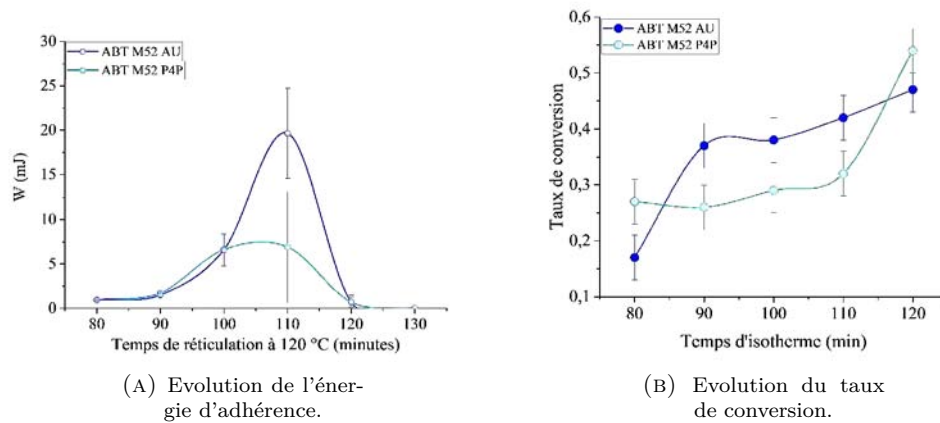 ABT M52 AU
ABT M52 P4P
30
25
20
15
10
5
0
W (mJ)
80 90 100 110 120 130
Temps de réticulation à 120 °C (minutes)
(A) Evolution de l'éner-
gie d'adhérence.
ABT M52 AU
ABT M52 P4P
0,6
0,5
0,4
0,3
0,2
0,1
Taux de conversion
80 90 100 110 120
Temps d'isotherme (min)
(B) Evolution du taux
de conversion.